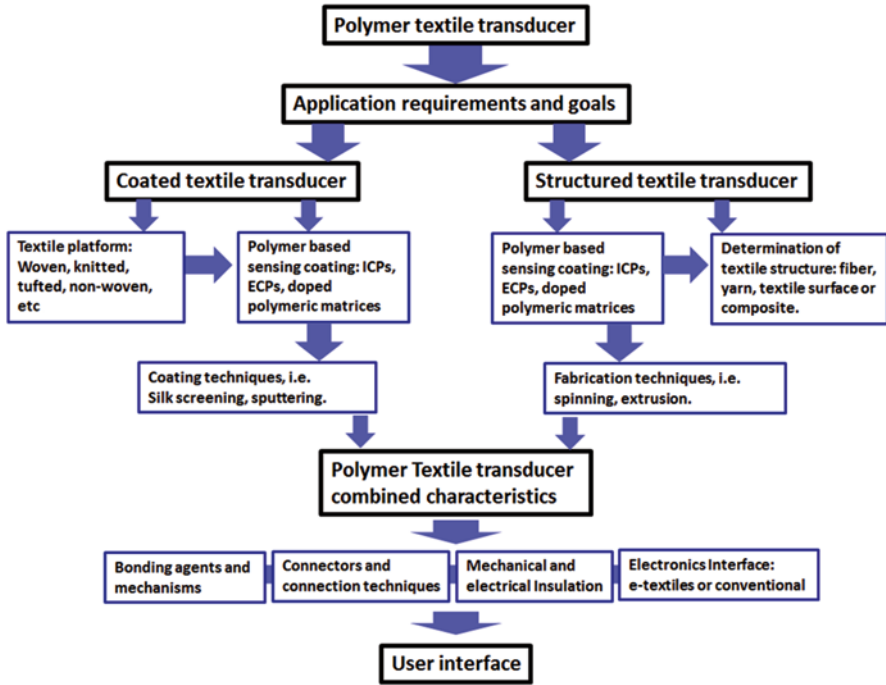 Polymer textile transducer
Application requirements and goals
Coated textile transducer
Structured textile transducer
Textile platform:
Woven, knitted,
tufted, non-woven,
etc
Polymer based
sensing coating: ICPs,
ECPs, doped
polymeric matrices
Polymer based
sensing coating: ICPs,
ECPs, doped
polymeric matrices
Determination of
textile structure: fiber,
yarn, textile surface or
composite.
Coating techniques, i.e.
Silk screening, sputtering.
Fabrication techniques, i.e.
spinning, extrusion.
Polymer Textile transducer
combined characteristics
Bonding agents and
mechanisms
Connectors and
connection techniques
Mechanical and
electrical Insulation
Electronics Interface:
e-textiles or conventional
User interface